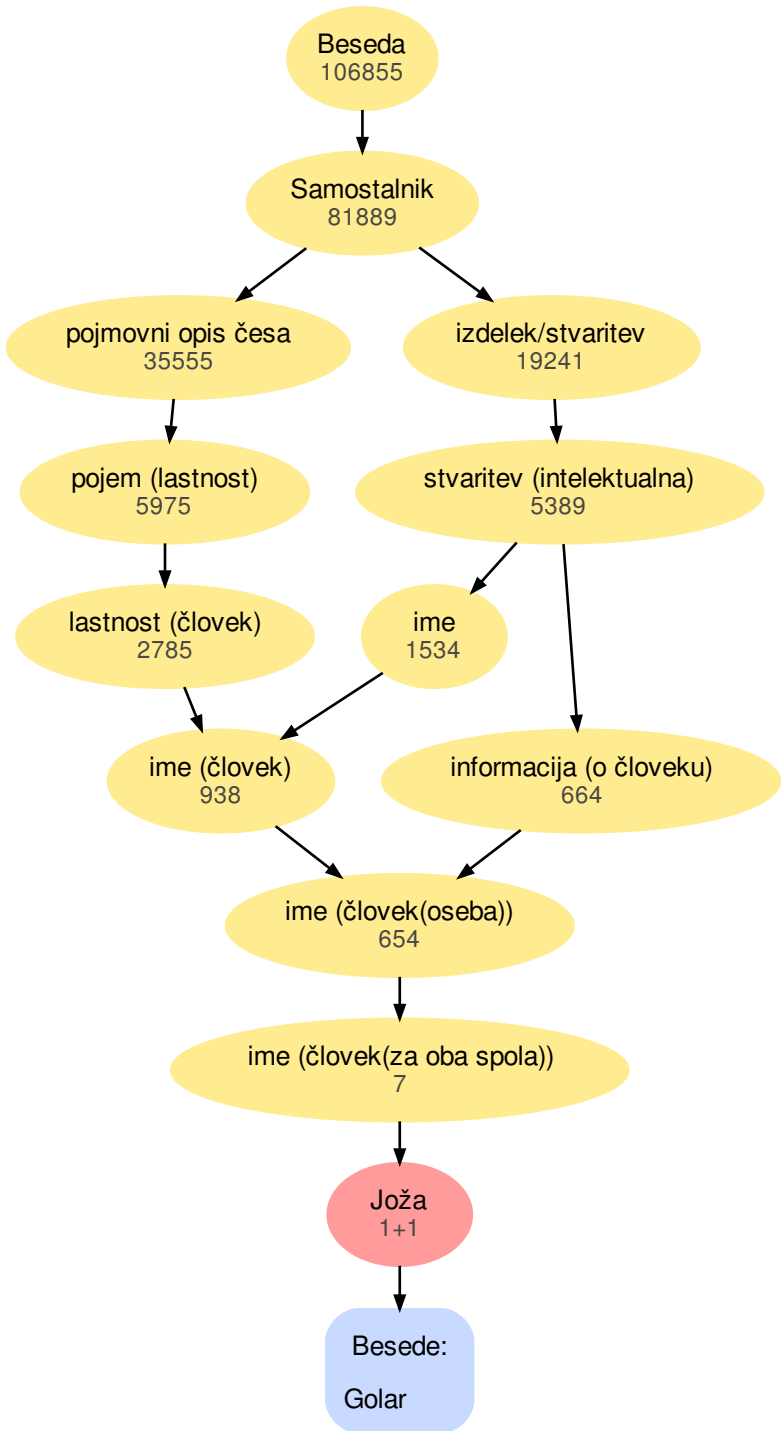 Beseda
106855
Samostalnik
81889
pojmovni opis česa
35555
izdelek/stvaritev
19241
pojem (lastnost)
5975
stvaritev (intelektualna)
5389
lastnost (človek)
2785
ime
1534
ime (človek)
938
informacija (o človeku)
664
ime (človek(oseba))
654
ime (človek(za oba spola))
7
Joža
1+1
Besede:
Golar